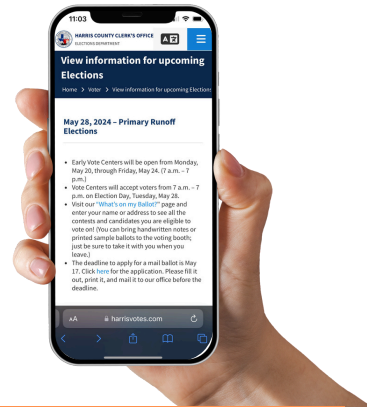 11:03
HARRIS COUNTY CLERK'S OFFICE
ELECTIONS DEPARTMENT
View information for upcoming
Elections
Home > Voter > View information for upcoming Elections
May 28, 2024 – Primary Runoff
Elections
• Early Vote Centers will be open from Monday,
May 20, through Friday, May 24. (7 a.m. – 7
p.m.)
• Vote Centers will accept voters from 7 a.m. – 7
p.m. on Election Day, Tuesday, May 28.
• Visit our "What's on my Ballot?" page and
enter your name or address to see all the
contests and candidates you are eligible to
vote on! (You can bring handwritten notes or
printed sample ballots to the voting booth;
just be sure to take it with you when you
leave.)
• The deadline to apply for a mail ballot is May
17. Click here for the application. Please fill it
out, print it, and mail it to our office before the
deadline.
AA harrisvotes.com